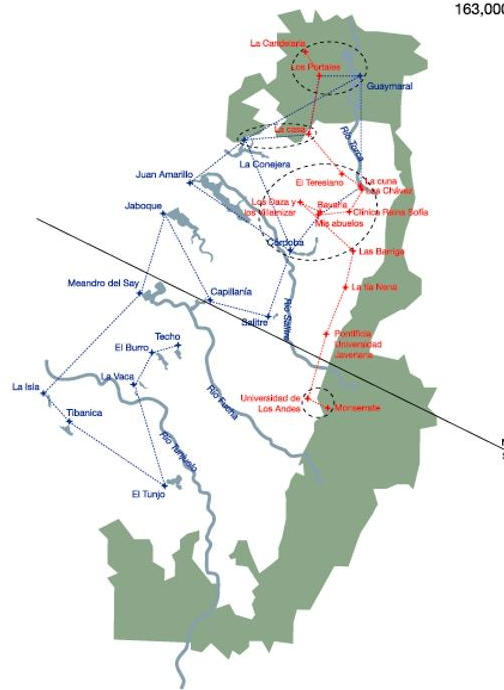 163,000
La Candelaria
Los Portales
Guaymaral
La casa
Río Torca
La Conejera
Juan Amarillo
El Teresiano
La cuna
Los Chávez
Jaboque
Los Daza y
los Villamizar
Bavaria
Clínica Reina Sofía
Mis abuelos
Córdoba
Las Barriga
Meandro del Say
Capillanía
La tía Nena
Salitre
Río Salitre
Techo
El Burro
Pontificia
Universidad
Javeriana
La Vaca
La Isla
Río Fucha
Universidad de
Los Andes
Monserrate
Tibanica
Río Tunjuelo
El Tunjo